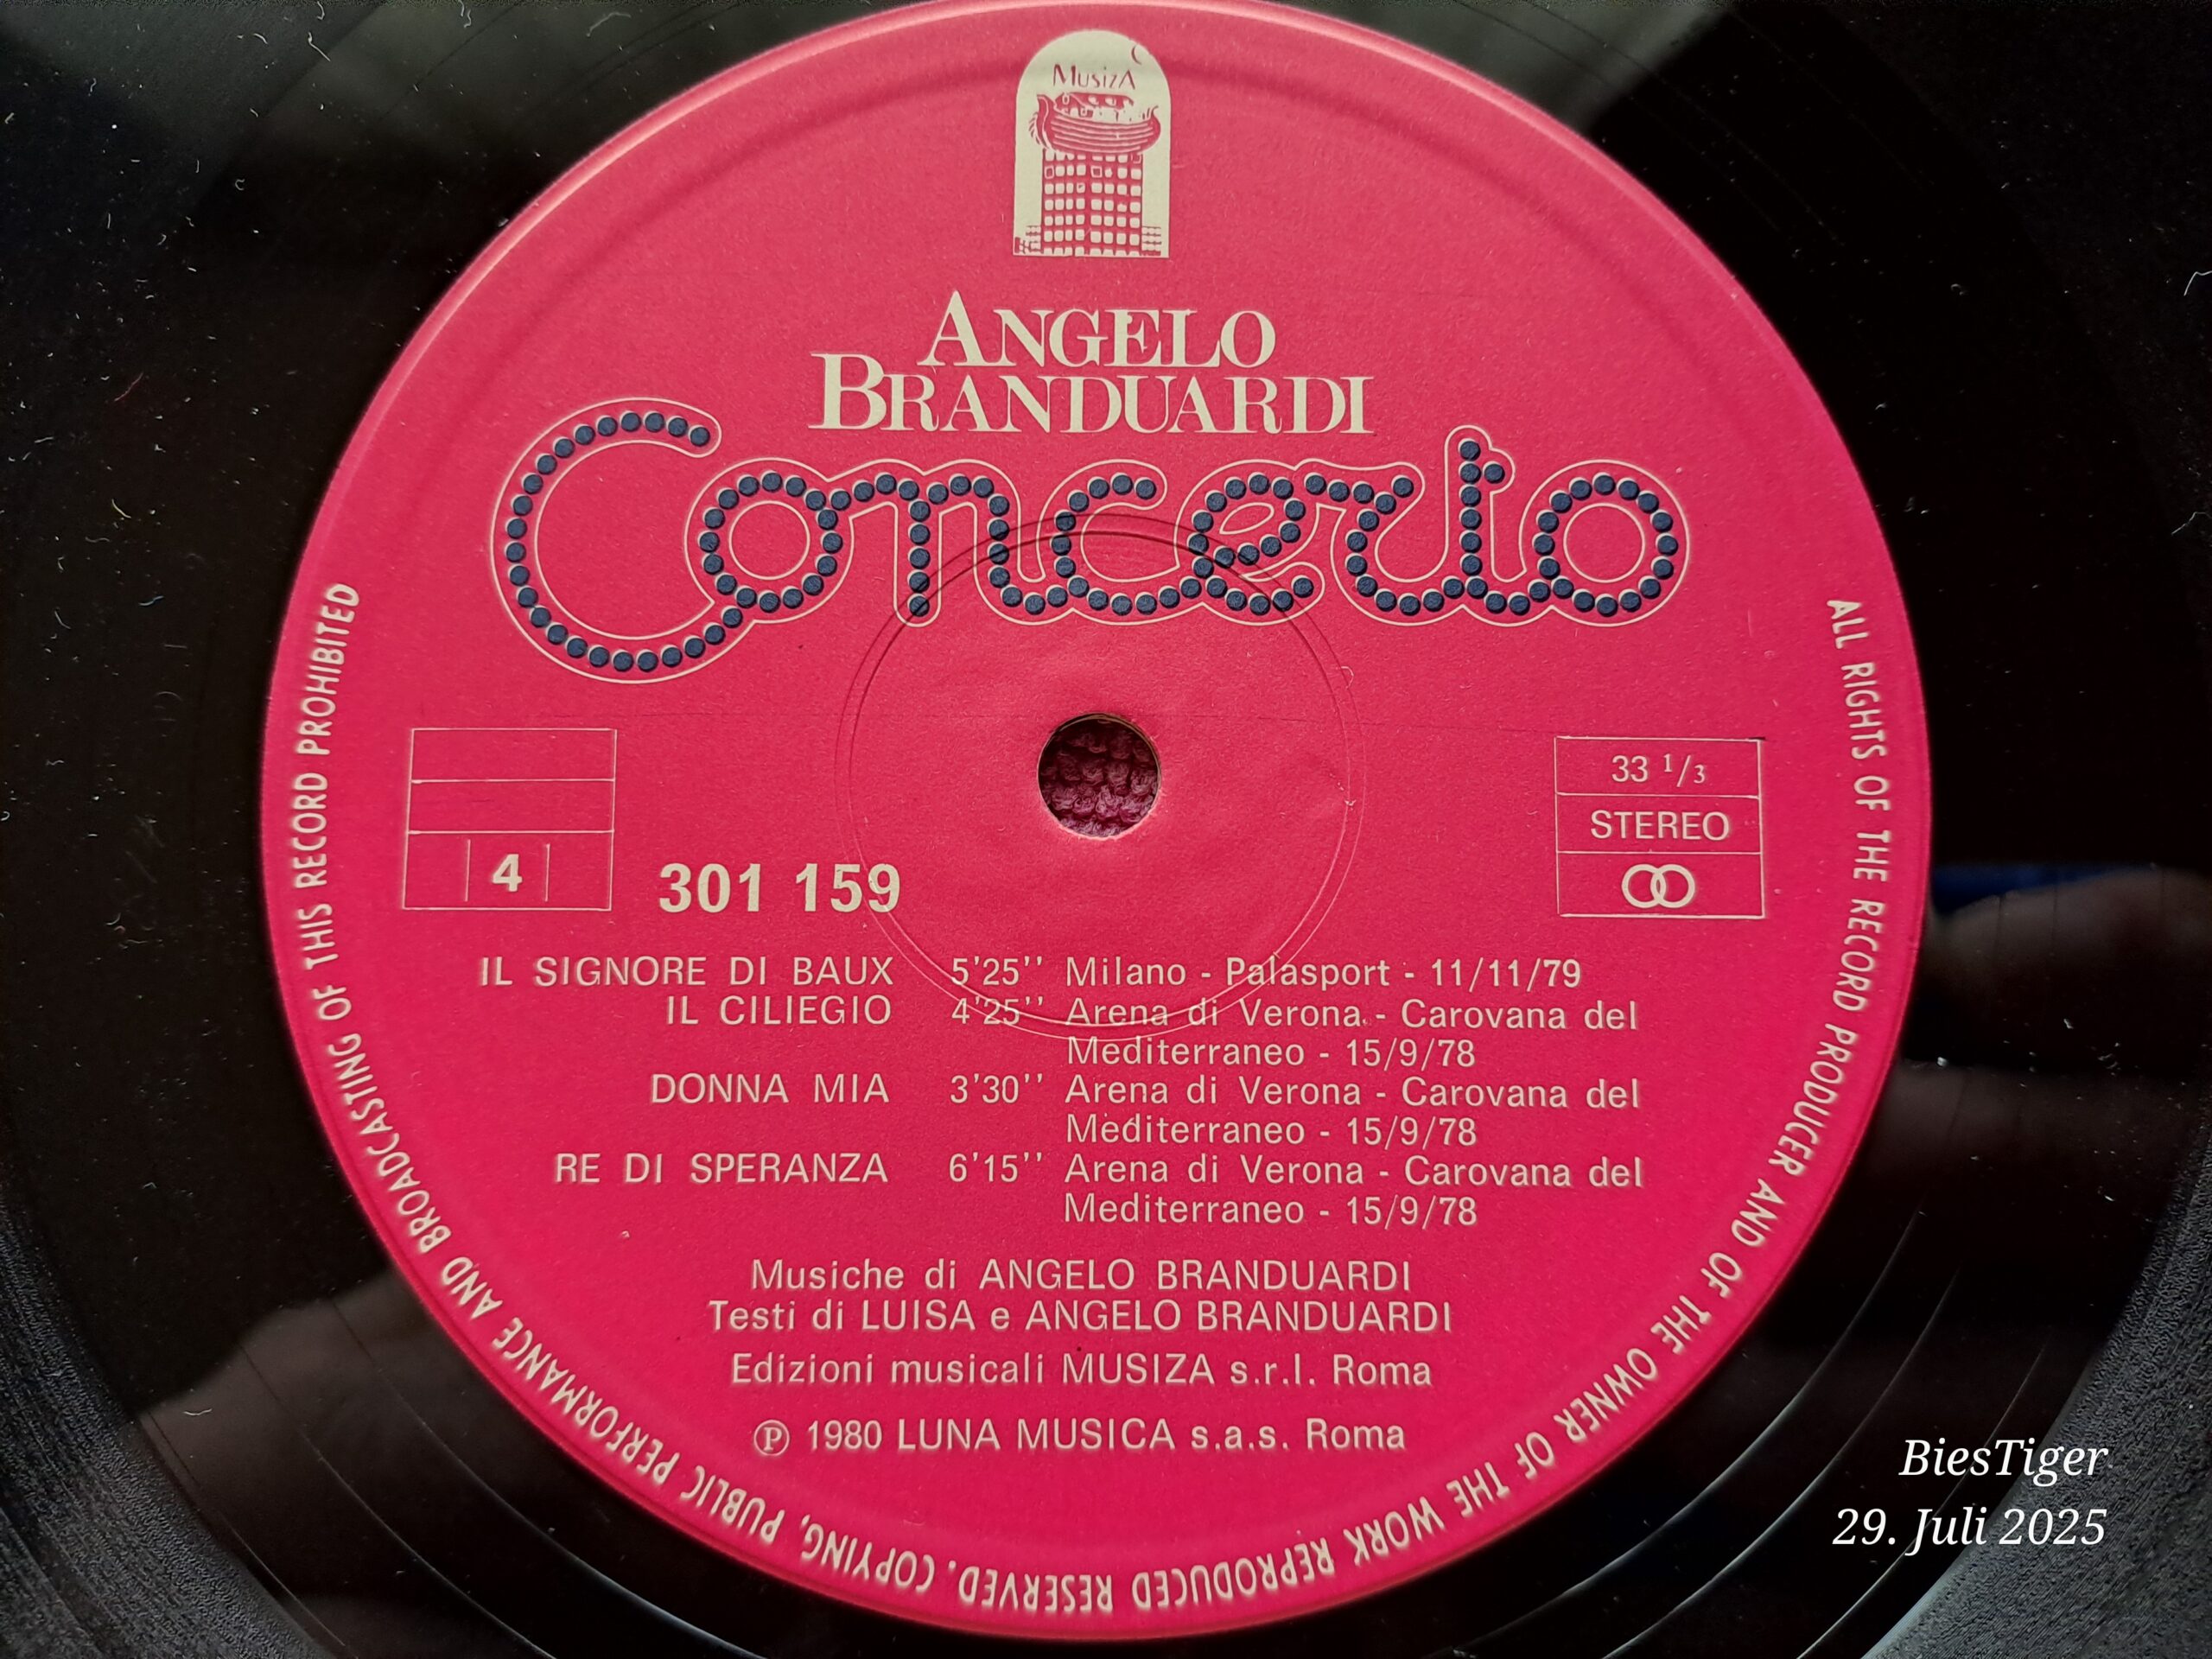 MUSIZA
ANGELO
BRANDUARDI
Concerto
33 1/3
STEREO
4
301 159
IL SIGNORE DI BAUX 5'25'' Milano - Palasport - 11/11/79
IL CILIEGIO 4'25'' Arena di Verona - Carovana del
Mediterraneo - 15/9/78
DONNA MIA 3'30'' Arena di Verona - Carovana del
Mediterraneo - 15/9/78
RE DI SPERANZA 6'15'' Arena di Verona - Carovana del
Mediterraneo - 15/9/78
Musiche di ANGELO BRANDUARDI
Testi di LUISA e ANGELO BRANDUARDI
Edizioni musicali MUSIZA s.r.l. Roma
℗ 1980 LUNA MUSICA s.a.s. Roma
ALL RIGHTS OF THE RECORD PRODUCER AND OF THE OWNER OF THE WORK REPRODUCED RESERVED. COPYING, PUBLIC PERFORMANCE AND BROADCASTING OF THIS RECORD PROHIBITED
BiesTiger
29. Juli 2025